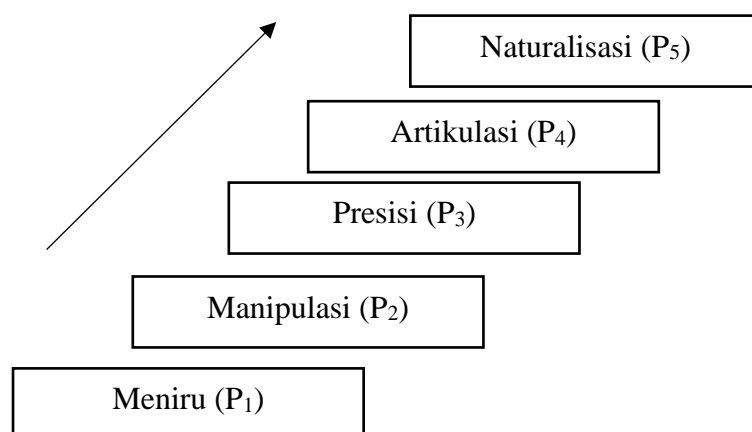 Naturalisasi (P₅)
Artikulasi (P₄)
Presisi (P₃)
Manipulasi (P₂)
Meniru (P₁)